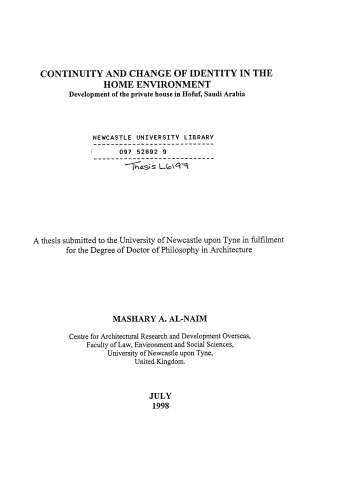 CONTINUITY AND CHANGE OF IDENTITY IN THE
HOME ENVIRONMENT
Development of the private house in Hofuf, Saudi Arabia
NEWCASTLE UNIVERSITY LIBRARY
097 52892 9
Thesis L6149
A thesis submitted to the University of Newcastle upon Tyne in fulfilment
for the Degree of Doctor of Philosophy in Architecture
MASHARY A. AL-NAIM
Centre for Architectural Research and Development Overseas,
Faculty of Law, Environment and Social Sciences,
University of Newcastle upon Tyne,
United Kingdom.
JULY
1998